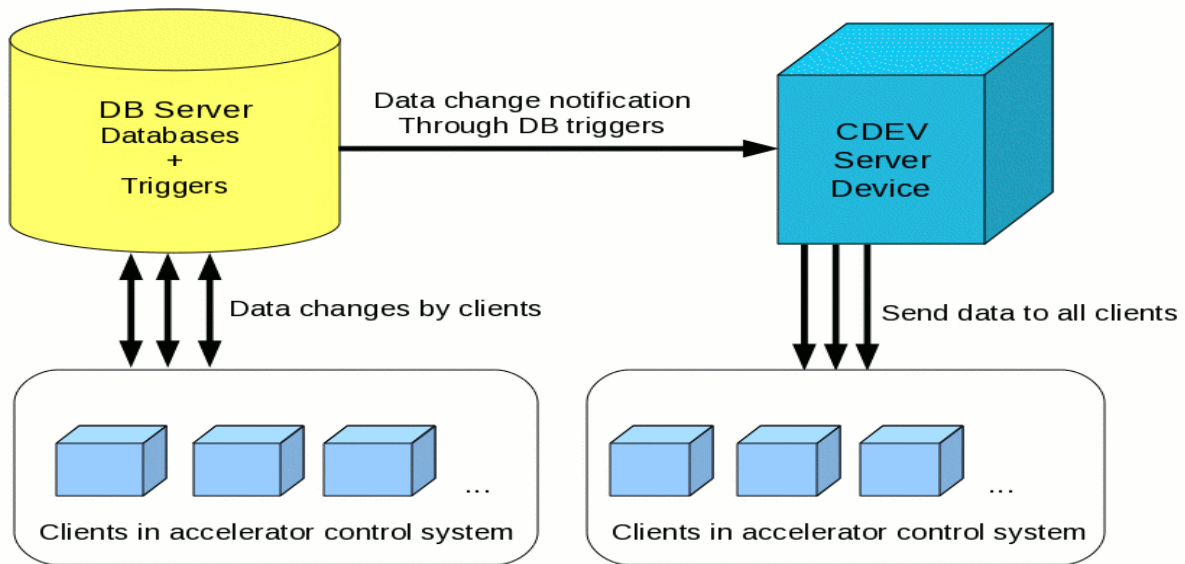 DB Server
Databases
+
Triggers
Data change notification
Through DB triggers
CDEV
Server
Device
Data changes by clients
Send data to all clients
...
Clients in accelerator control system
...
Clients in accelerator control system